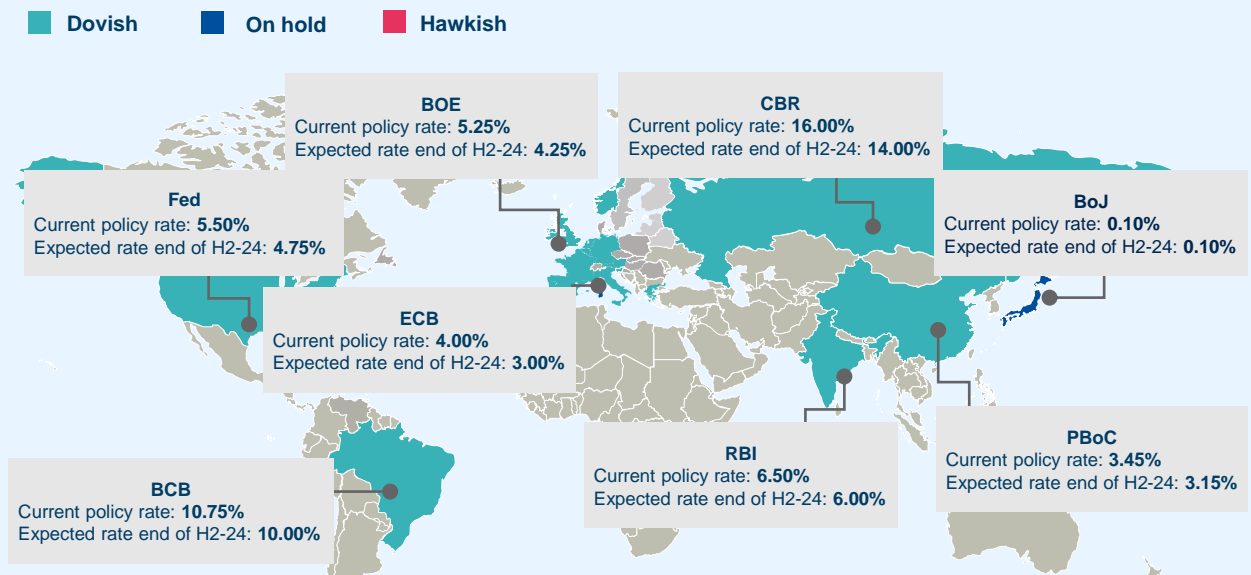 Dovish
On hold
Hawkish
BOE
Current policy rate: 5.25%
Expected rate end of H2-24: 4.25%
CBR
Current policy rate: 16.00%
Expected rate end of H2-24: 14.00%
Fed
Current policy rate: 5.50%
Expected rate end of H2-24: 4.75%
BoJ
Current policy rate: 0.10%
Expected rate end of H2-24: 0.10%
ECB
Current policy rate: 4.00%
Expected rate end of H2-24: 3.00%
PBoC
Current policy rate: 3.45%
Expected rate end of H2-24: 3.15%
RBI
Current policy rate: 6.50%
Expected rate end of H2-24: 6.00%
BCB
Current policy rate: 10.75%
Expected rate end of H2-24: 10.00%